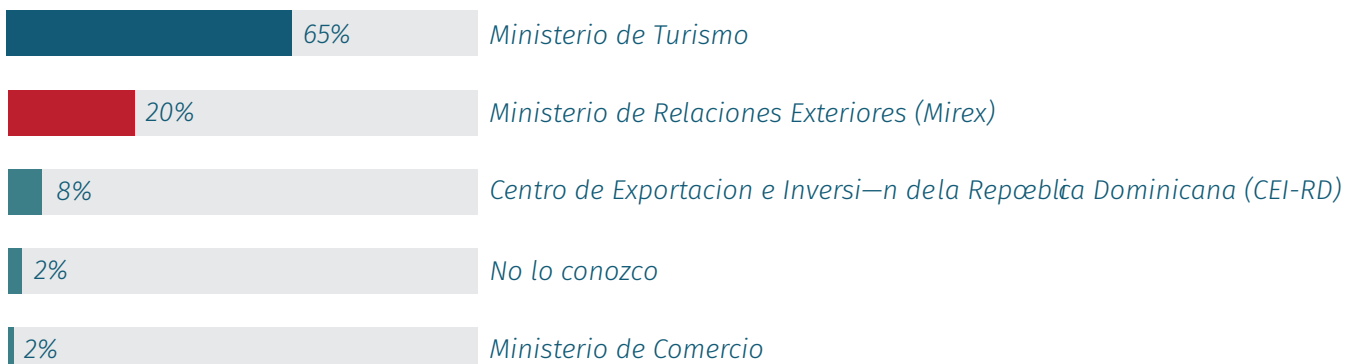 65% Ministerio de Turismo
20% Ministerio de Relaciones Exteriores (Mirex)
8% Centro de Exportacion e Inversi—n dela Repœblica Dominicana (CEI-RD)
2% No lo conozco
2% Ministerio de Comercio